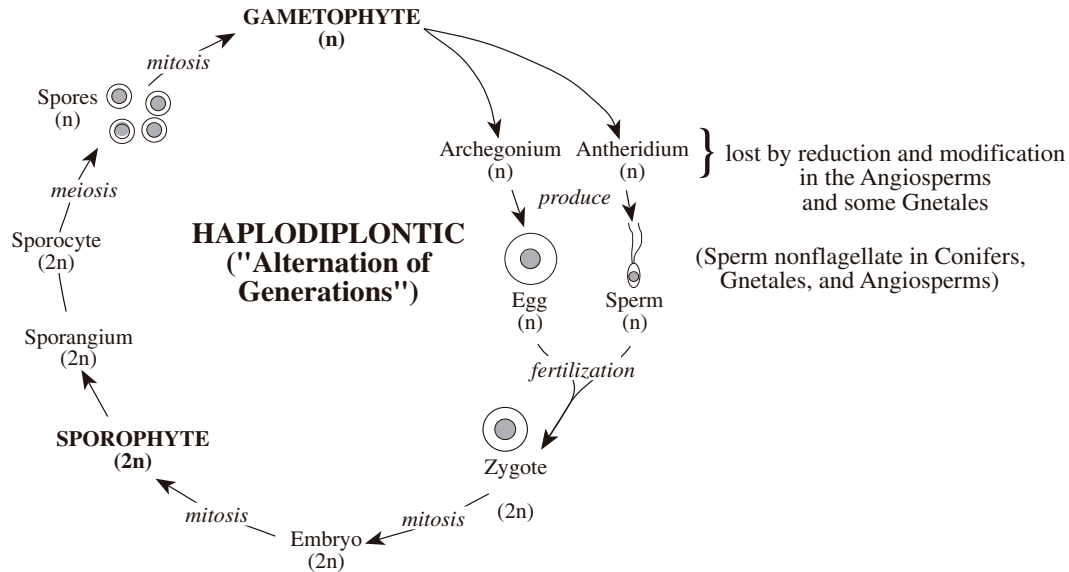 GAMETOPHYTE
(n)
mitosis
Spores
(n)
meiosis
Sporocyte
(2n)
Sporangium
(2n)
SPOROPHYTE
(2n)
mitosis
Embryo
(2n)
mitosis
Zygote
(2n)
fertilization
Egg
(n)
Sperm
(n)
produce
Archegonium
(n)
Antheridium
(n)
} lost by reduction and modification
in the Angiosperms
and some Gnetales
(Sperm nonflagellate in Conifers,
Gnetales, and Angiosperms)
HAPLODIPLONTIC
("Alternation of
Generations")